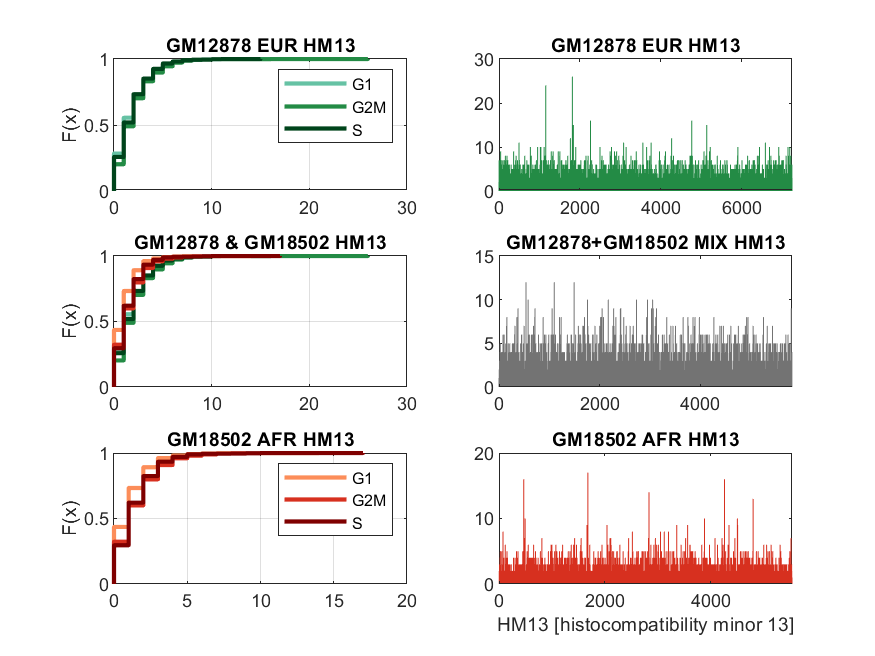 GM12878 EUR HM13
F(x)
1
0.5
0
0 10 20 30
G1
G2M
S
GM12878 EUR HM13
30
20
10
0
0 2000 4000 6000
GM12878 & GM18502 HM13
F(x)
1
0.5
0
0 10 20 30
GM12878+GM18502 MIX HM13
15
10
5
0
0 2000 4000
GM18502 AFR HM13
F(x)
1
0.5
0
0 5 10 15 20
G1
G2M
S
GM18502 AFR HM13
20
10
0
0 2000 4000
HM13 [histocompatibility minor 13]